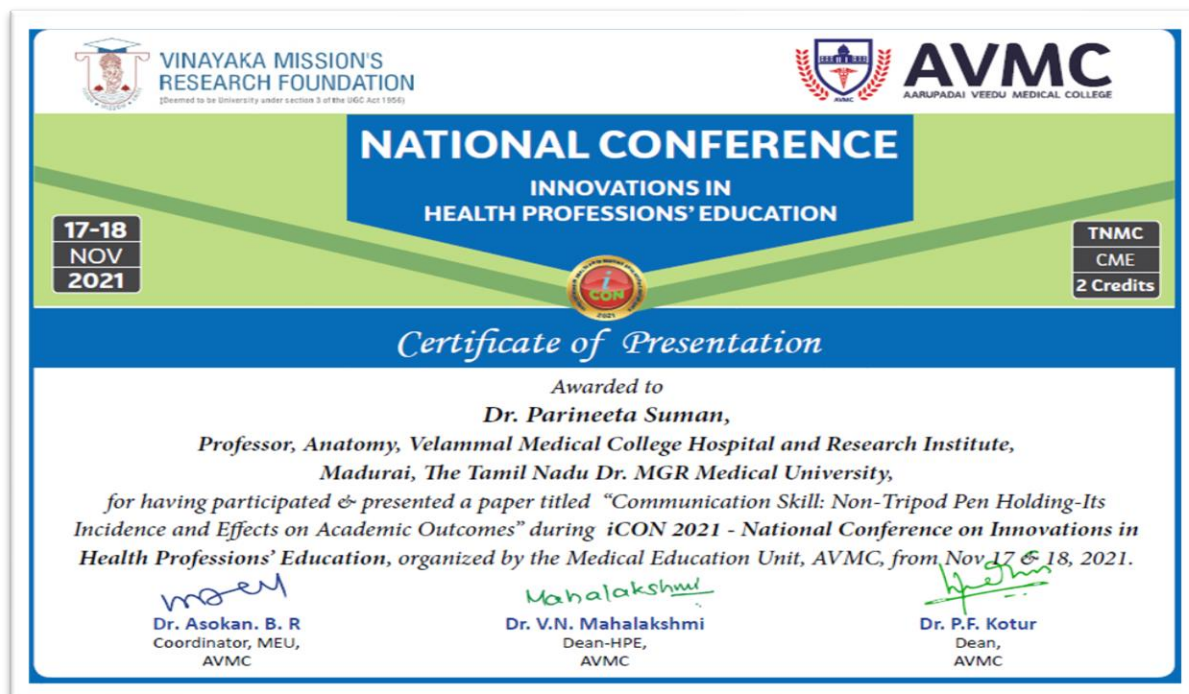 VINAYAKA MISSION'S
RESEARCH FOUNDATION
(Deemed to be University under section 3 of the UGC Act 1956)
AVMC
AVMC
AARUPADAI VEEDU MEDICAL COLLEGE
NATIONAL CONFERENCE
INNOVATIONS IN
HEALTH PROFESSIONS' EDUCATION
17-18
NOV
2021
TNMC
CME
2 Credits
iCON
2021
Certificate of Presentation
Awarded to
Dr. Parineeta Suman,
Professor, Anatomy, Velammal Medical College Hospital and Research Institute,
Madurai, The Tamil Nadu Dr. MGR Medical University,
for having participated & presented a paper titled "Communication Skill: Non-Tripod Pen Holding-Its
Incidence and Effects on Academic Outcomes" during iCON 2021 - National Conference on Innovations in
Health Professions' Education, organized by the Medical Education Unit, AVMC, from Nov 17 & 18, 2021.
Mahalakshmi
Dr. Asokan. B. R
Coordinator, MEU,
AVMC
Dr. V.N. Mahalakshmi
Dean-HPE,
AVMC
Dr. P.F. Kotur
Dean,
AVMC